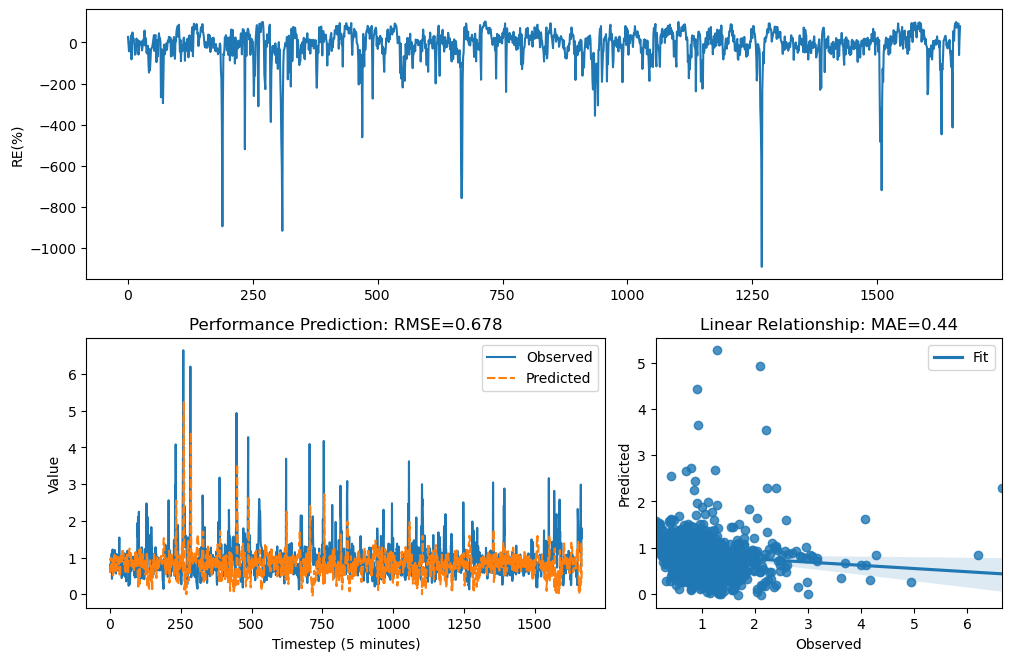 0
−200
−400
−600
−800
−1000
RE(%)
0 250 500 750 1000 1250 1500
Performance Prediction: RMSE=0.678
Observed
Predicted
6
5
4
3
2
1
0
Value
0 250 500 750 1000 1250 1500
Timestep (5 minutes)
Linear Relationship: MAE=0.44
Fit
5
4
3
2
1
0
Predicted
1 2 3 4 5 6
Observed